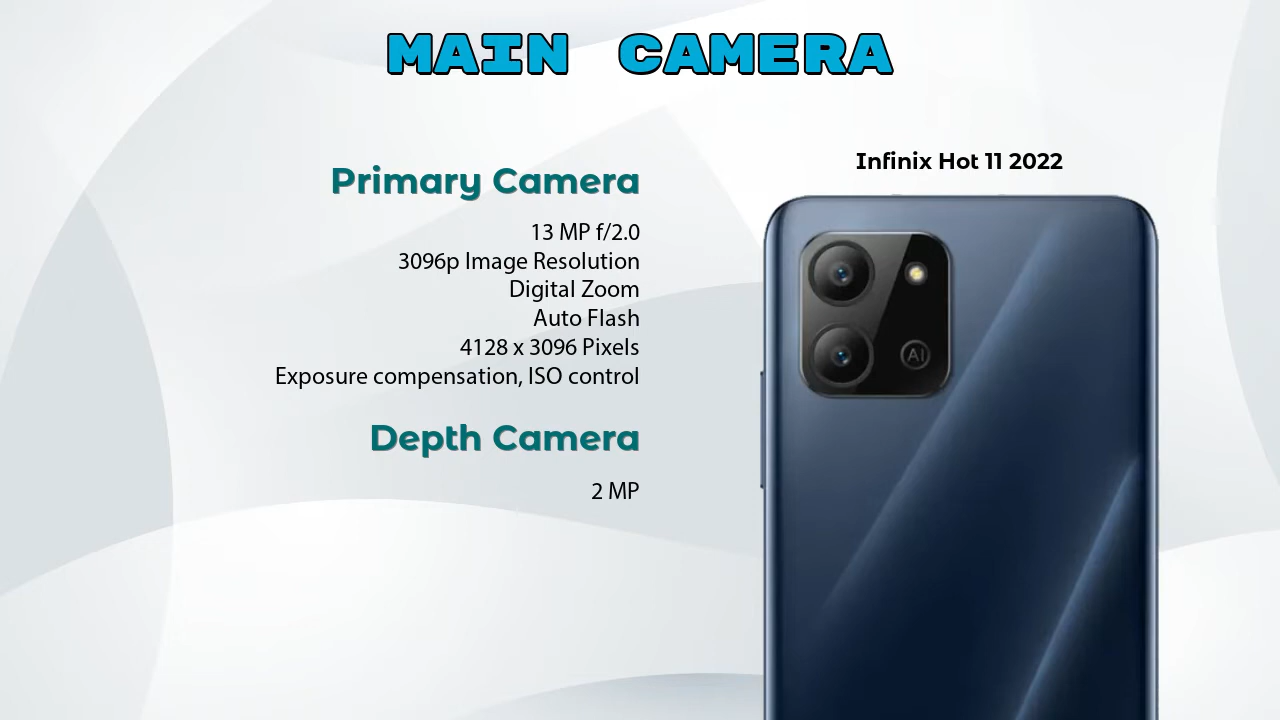 MAIN CAMERA
Primary Camera
13 MP f/2.0
3096p Image Resolution
Digital Zoom
Auto Flash
4128 x 3096 Pixels
Exposure compensation, ISO control
Depth Camera
2 MP
Infinix Hot 11 2022
AI